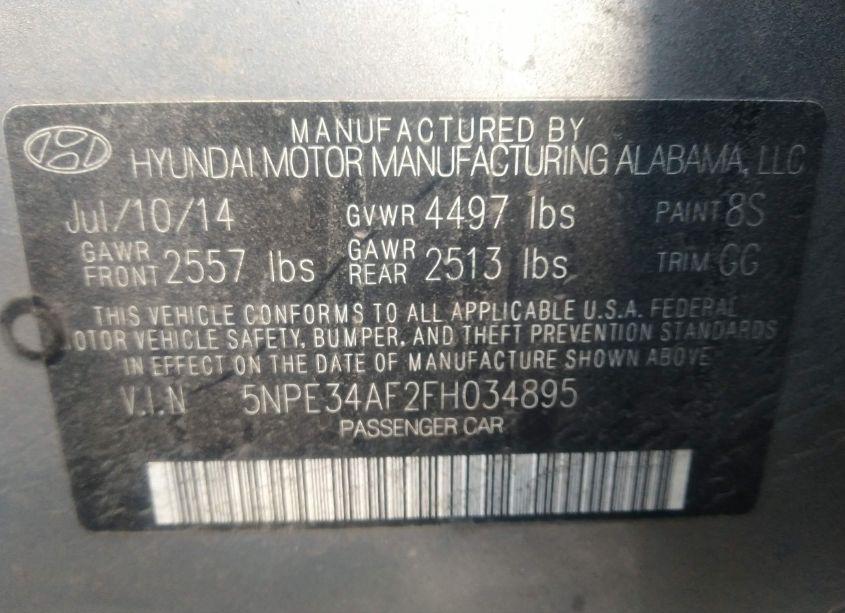 MANUFACTURED BY
HYUNDAI MOTOR MANUFACTURING ALABAMA, LLC
Jul/10/14 GVWR 4497 lbs PAINT 8S
GAWR FRONT 2557 lbs GAWR REAR 2513 lbs TRIM GG
THIS VEHICLE CONFORMS TO ALL APPLICABLE U.S.A. FEDERAL
MOTOR VEHICLE SAFETY, BUMPER, AND THEFT PREVENTION STANDARDS
IN EFFECT ON THE DATE OF MANUFACTURE SHOWN ABOVE
V.I.N 5NPE34AF2FH034895
PASSENGER CAR